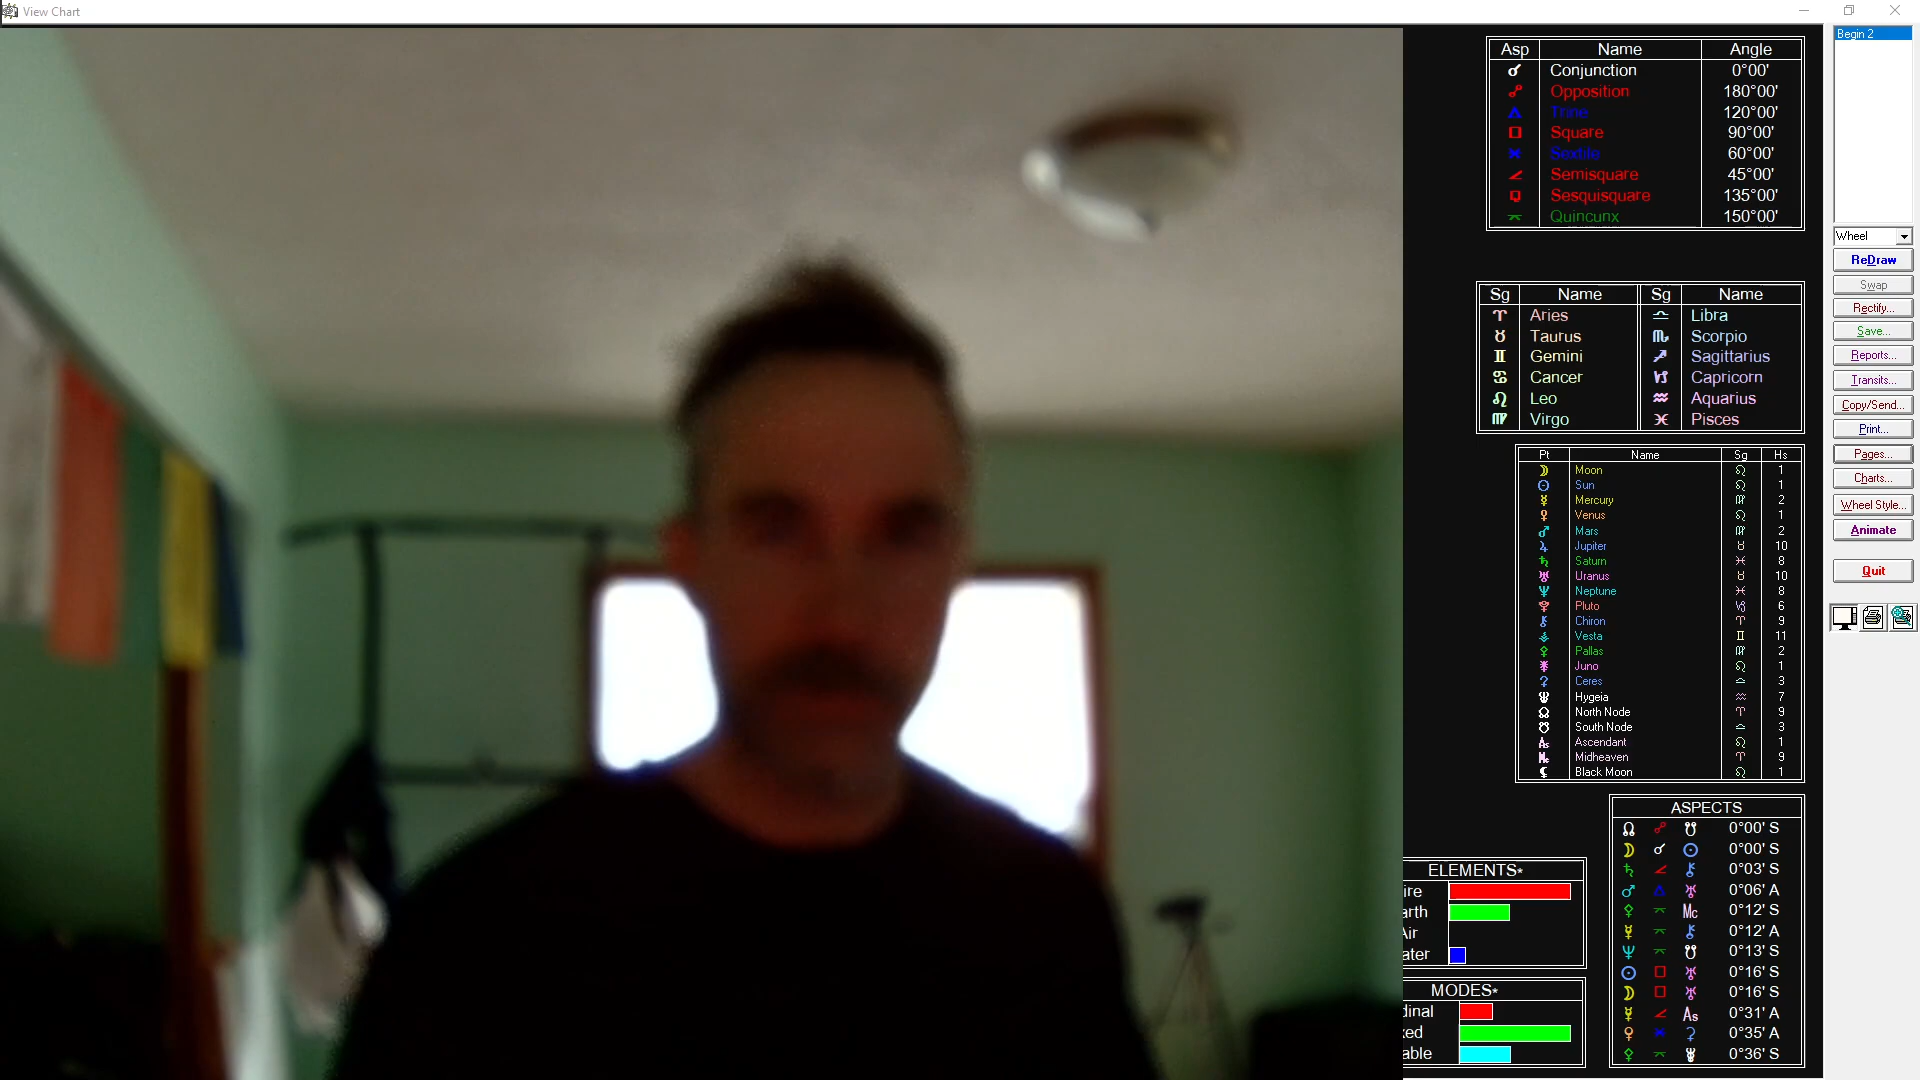 View Chart
Asp Name Angle
Conjunction 0°00'
Opposition 180°00'
Trine 120°00'
Square 90°00'
Sextile 60°00'
Semisquare 45°00'
Sesquisquare 135°00'
Quincunx 150°00'
Sg Name Sg Name
Aries Libra
Taurus Scorpio
Gemini Sagittarius
Cancer Capricorn
Leo Aquarius
Virgo Pisces
Pt Name Sg Hs
Moon 1
Sun 1
Mercury 2
Venus 1
Mars 2
Jupiter 10
Saturn 8
Uranus 10
Neptune 8
Pluto 6
Chiron 9
Vesta 11
Pallas 2
Juno 1
Ceres 3
Hygeia 7
North Node 9
South Node 3
As Ascendant 1
Mc Midheaven 9
Black Moon 1
ELEMENTS*
ire
arth
Air
ater
MODES*
dinal
xed
able
ASPECTS
0°00' S
0°00' S
0°03' S
0°06' A
Mc 0°12' S
0°12' A
0°13' S
0°16' S
0°16' S
As 0°31' A
0°35' A
0°36' S
Begin 2
Wheel
ReDraw
Swap
Rectify...
Save...
Reports...
Transits...
Copy/Send...
Print...
Pages...
Charts...
Wheel Style...
Animate
Quit